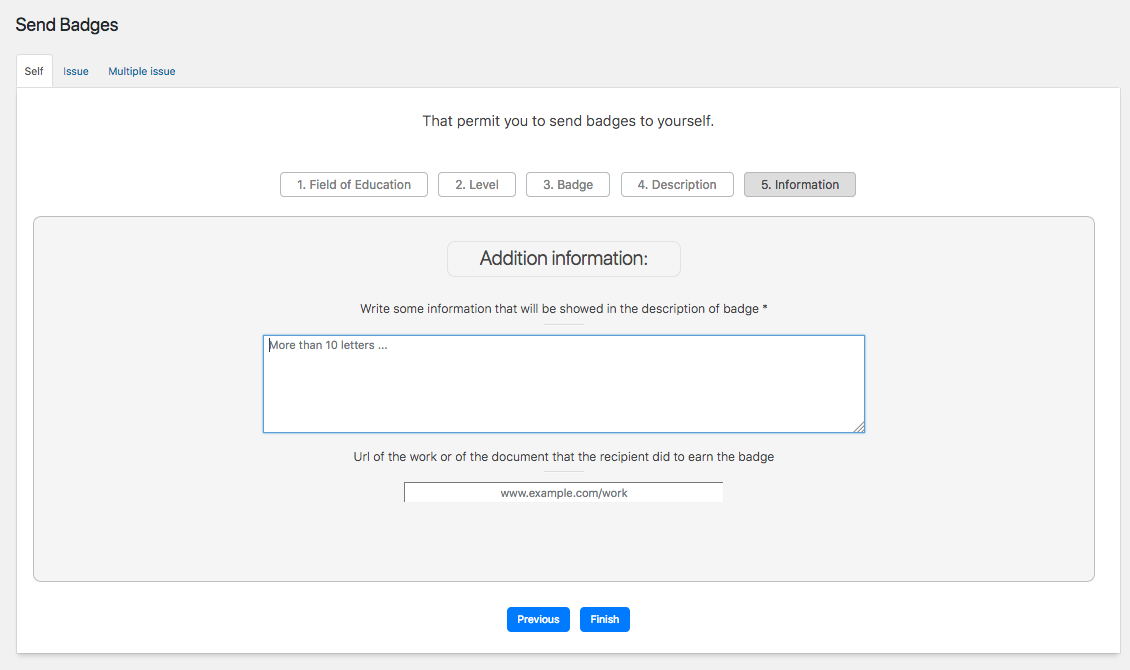 Send Badges
Self Issue Multiple issue
That permit you to send badges to yourself.
1. Field of Education 2. Level 3. Badge 4. Description 5. Information
Addition information:
Write some information that will be showed in the description of badge *
More than 10 letters ...
Url of the work or of the document that the recipient did to earn the badge
www.example.com/work
Previous Finish